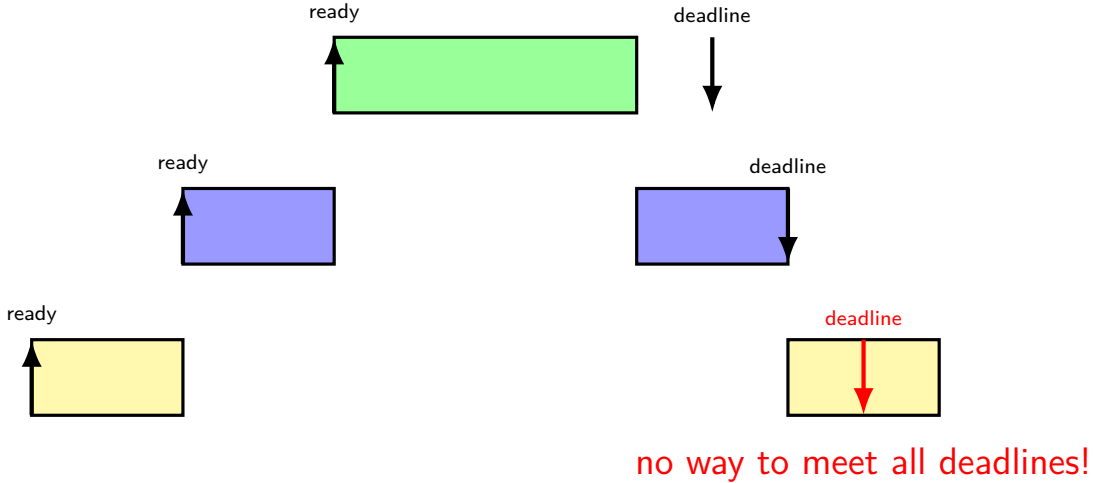 ready
deadline
ready
deadline
ready
deadline
no way to meet all deadlines!